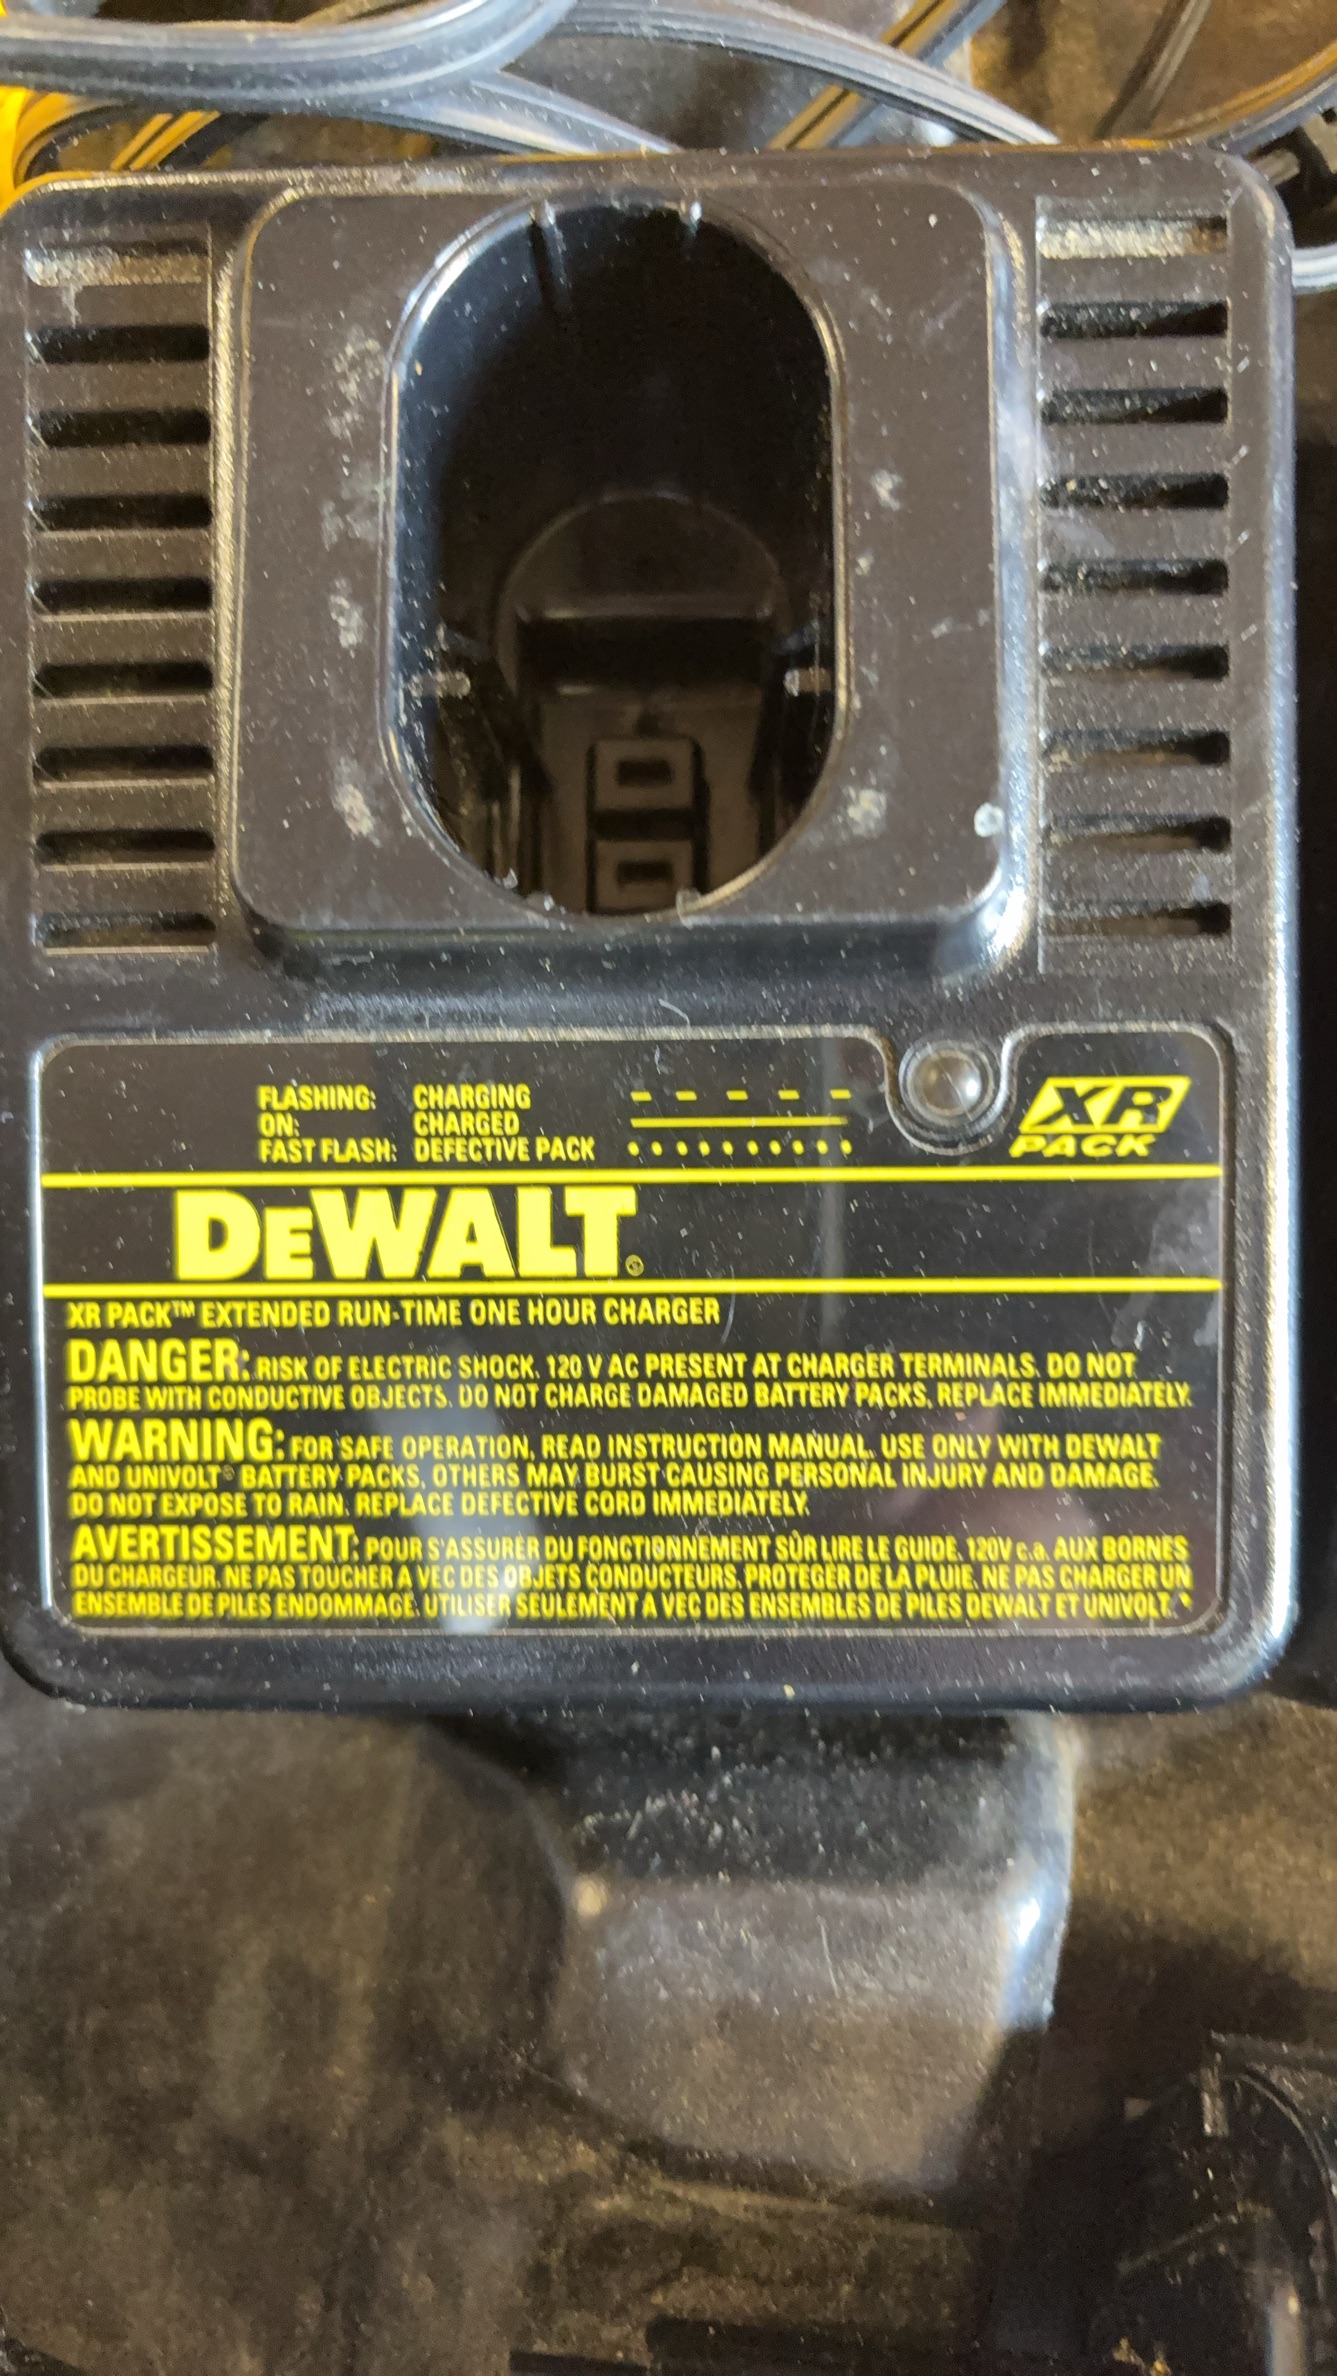 FLASHING: CHARGING
ON: CHARGED
FAST FLASH: DEFECTIVE PACK
XR
PACK
DEWALT®
XR PACK™ EXTENDED RUN-TIME ONE HOUR CHARGER
DANGER: RISK OF ELECTRIC SHOCK. 120 V AC PRESENT AT CHARGER TERMINALS. DO NOT
PROBE WITH CONDUCTIVE OBJECTS. DO NOT CHARGE DAMAGED BATTERY PACKS, REPLACE IMMEDIATELY.
WARNING: FOR SAFE OPERATION, READ INSTRUCTION MANUAL. USE ONLY WITH DEWALT
AND UNIVOLT® BATTERY PACKS, OTHERS MAY BURST CAUSING PERSONAL INJURY AND DAMAGE.
DO NOT EXPOSE TO RAIN. REPLACE DEFECTIVE CORD IMMEDIATELY.
AVERTISSEMENT: POUR S'ASSURER DU FONCTIONNEMENT SÛR LIRE LE GUIDE. 120V c.a. AUX BORNES
DU CHARGEUR. NE PAS TOUCHER A VEC DES OBJETS CONDUCTEURS. PROTEGER DE LA PLUIE. NE PAS CHARGER UN
ENSEMBLE DE PILES ENDOMMAGE. UTILISER SEULEMENT A VEC DES ENSEMBLES DE PILES DEWALT ET UNIVOLT.